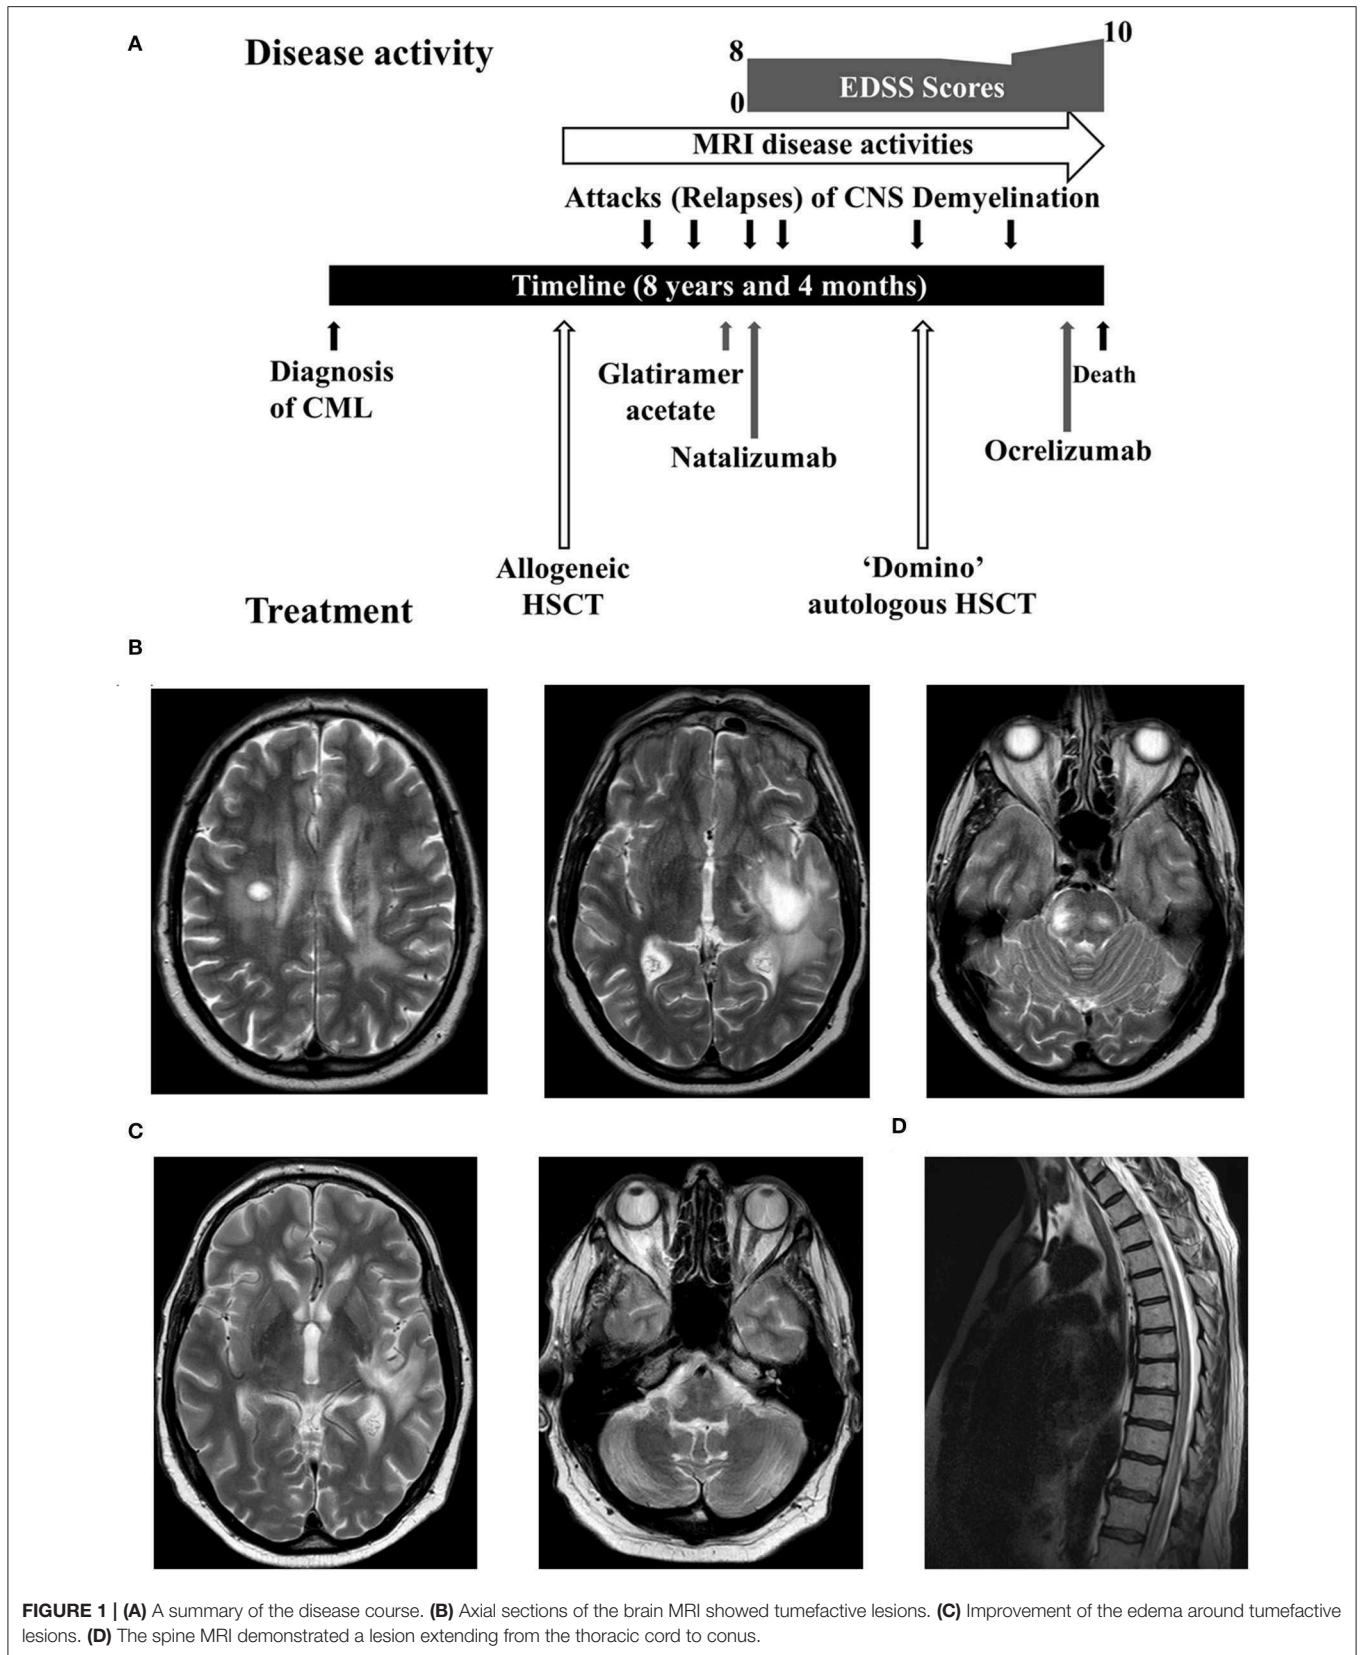 A
Disease activity
8
10
0
EDSS Scores
MRI disease activities
Attacks (Relapses) of CNS Demyelination
Timeline (8 years and 4 months)
Diagnosis
of CML
Glatiramer
acetate
Natalizumab
Death
Ocrelizumab
Allogeneic
HSCT
‘Domino’
autologous HSCT
Treatment
B
C
D
FIGURE 1 | (A) A summary of the disease course. (B) Axial sections of the brain MRI showed tumefactive lesions. (C) Improvement of the edema around tumefactive
lesions. (D) The spine MRI demonstrated a lesion extending from the thoracic cord to conus.